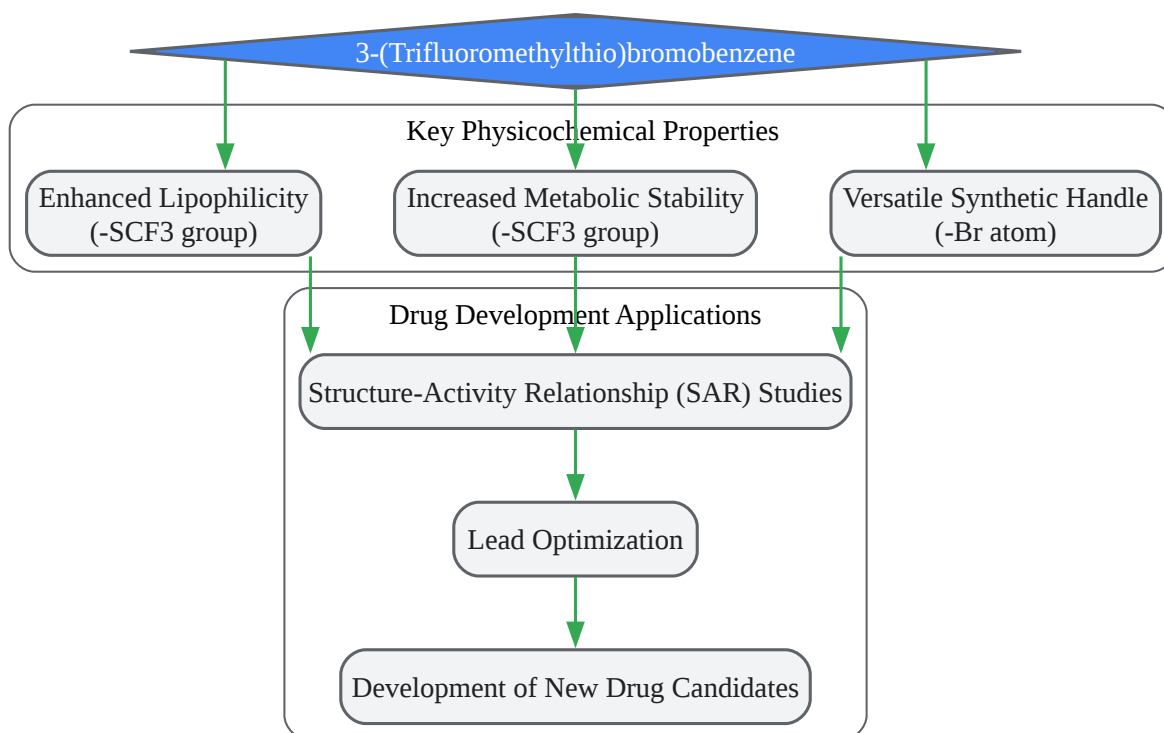 3-(Trifluoromethylthio)bromobenzene
Key Physicochemical Properties
Enhanced Lipophilicity
(-SCF3 group)
Increased Metabolic Stability
(-SCF3 group)
Versatile Synthetic Handle
(-Br atom)
Drug Development Applications
Structure-Activity Relationship (SAR) Studies
Lead Optimization
Development of New Drug Candidates